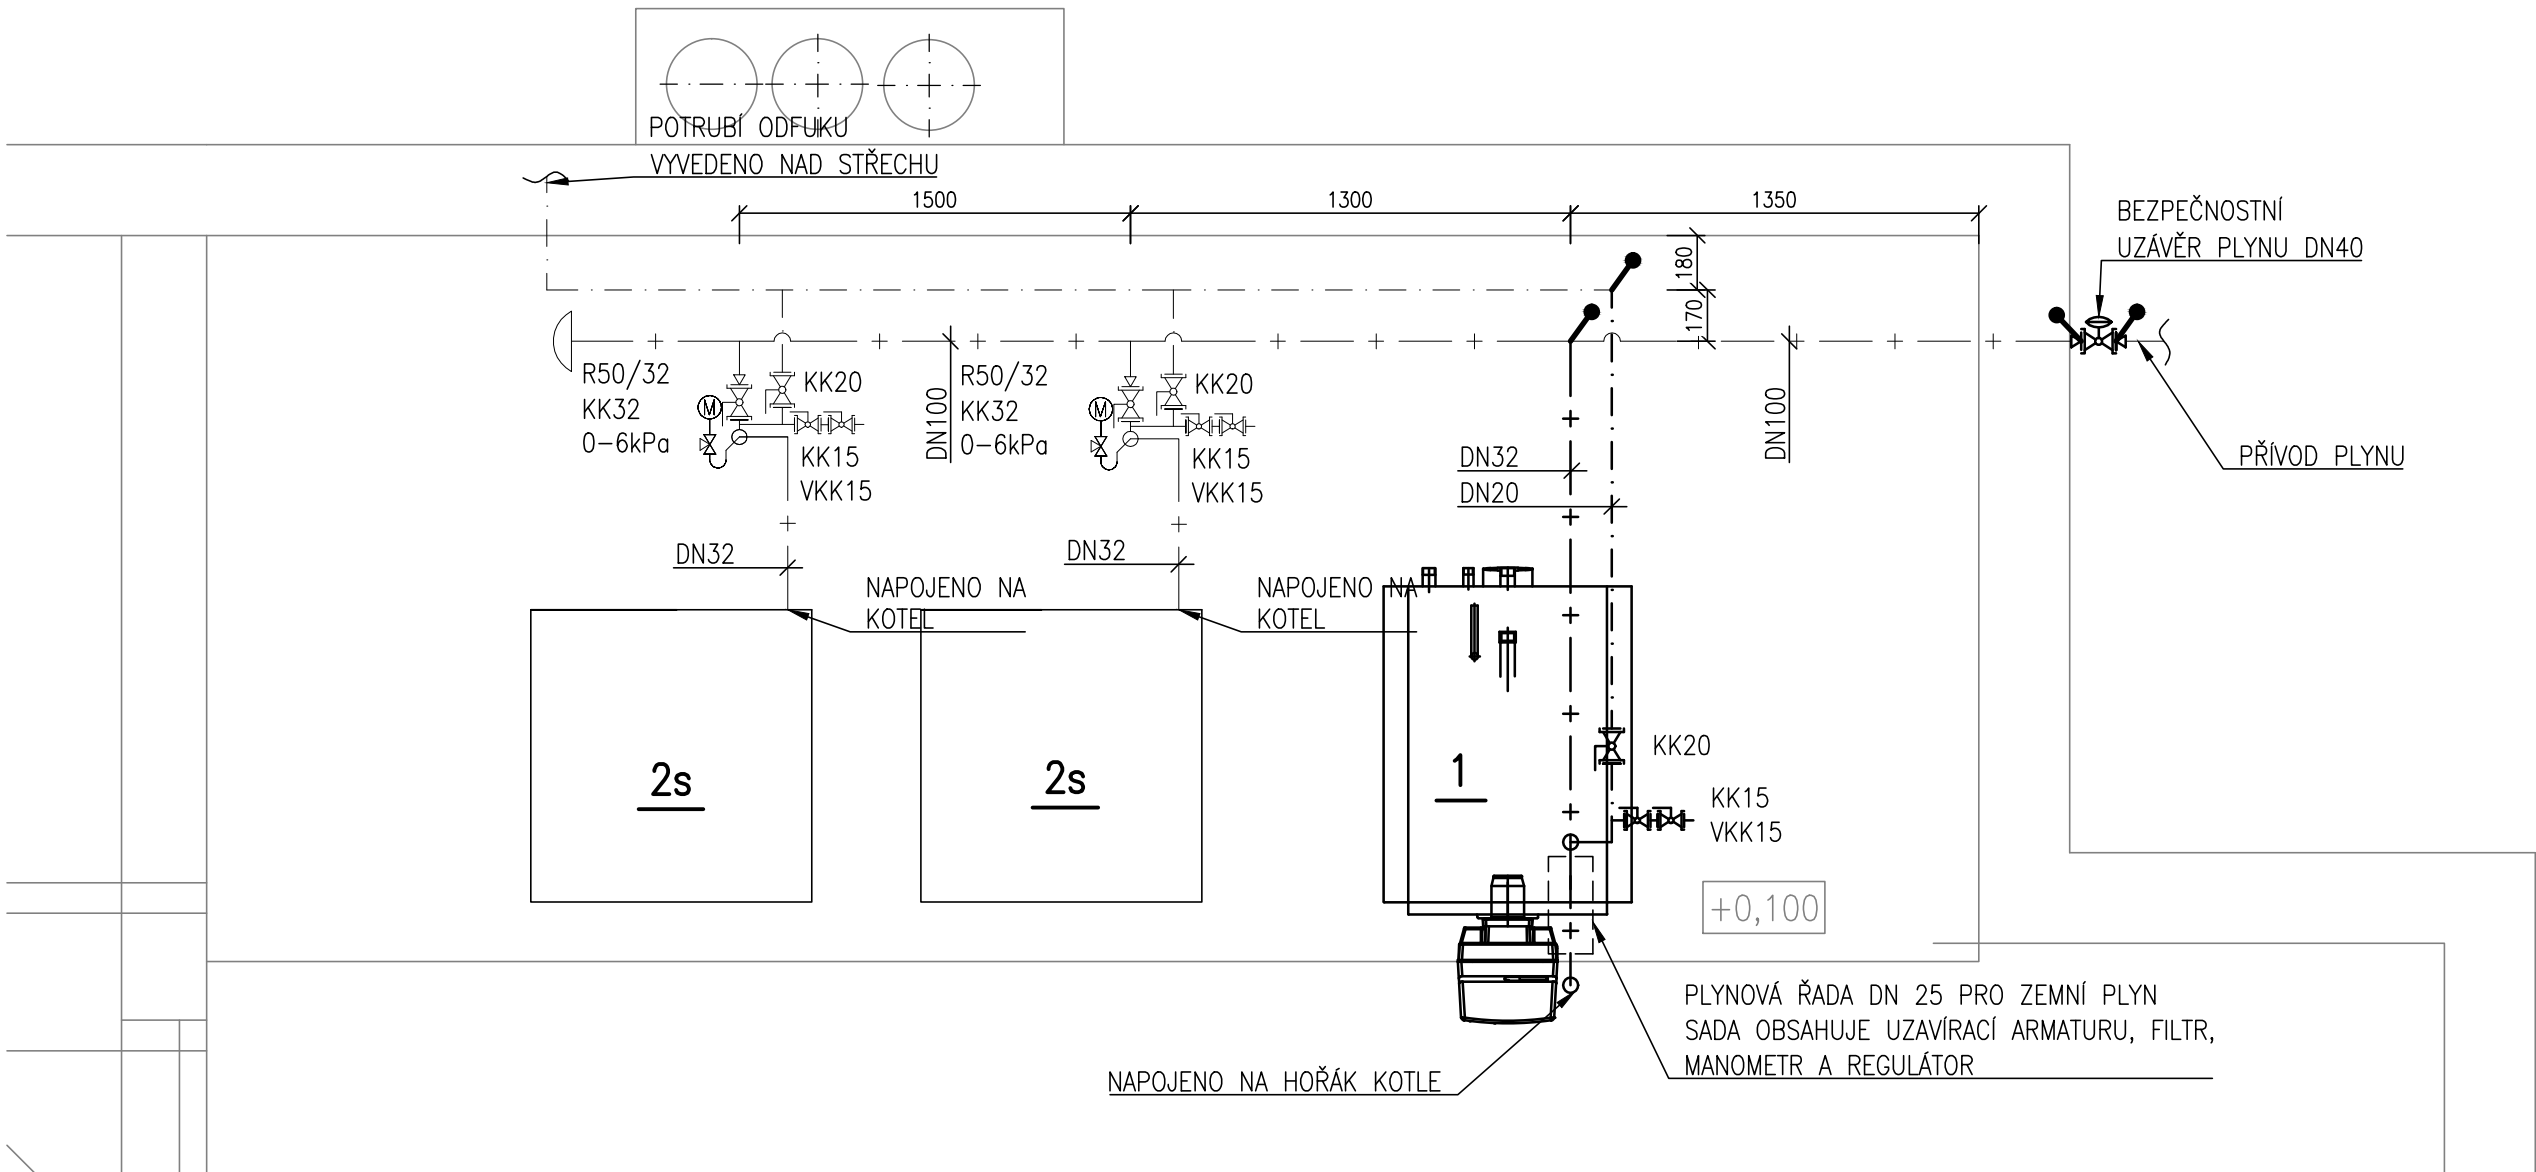 POTRUBÍ ODFUKU
VYVEDENO NAD STŘECHU
1500
1300
1350
BEZPEČNOSTNÍ
UZÁVĚR PLYNU DN40
180
170
R50/32
KK32
0-6kPa
M
KK20
KK15
VKK15
DN100
R50/32
KK32
0-6kPa
M
KK20
KK15
VKK15
DN32
DN20
DN100
PŘÍVOD PLYNU
DN32
DN32
NAPOJENO NA
KOTEL
NAPOJENO NA
KOTEL
2s
2s
1
KK20
KK15
VKK15
+0,100
PLYNOVÁ ŘADA DN 25 PRO ZEMNÍ PLYN
SADA OBSAHUJE UZAVÍRACÍ ARMATURU, FILTR,
MANOMETR A REGULÁTOR
NAPOJENO NA HOŘÁK KOTLE